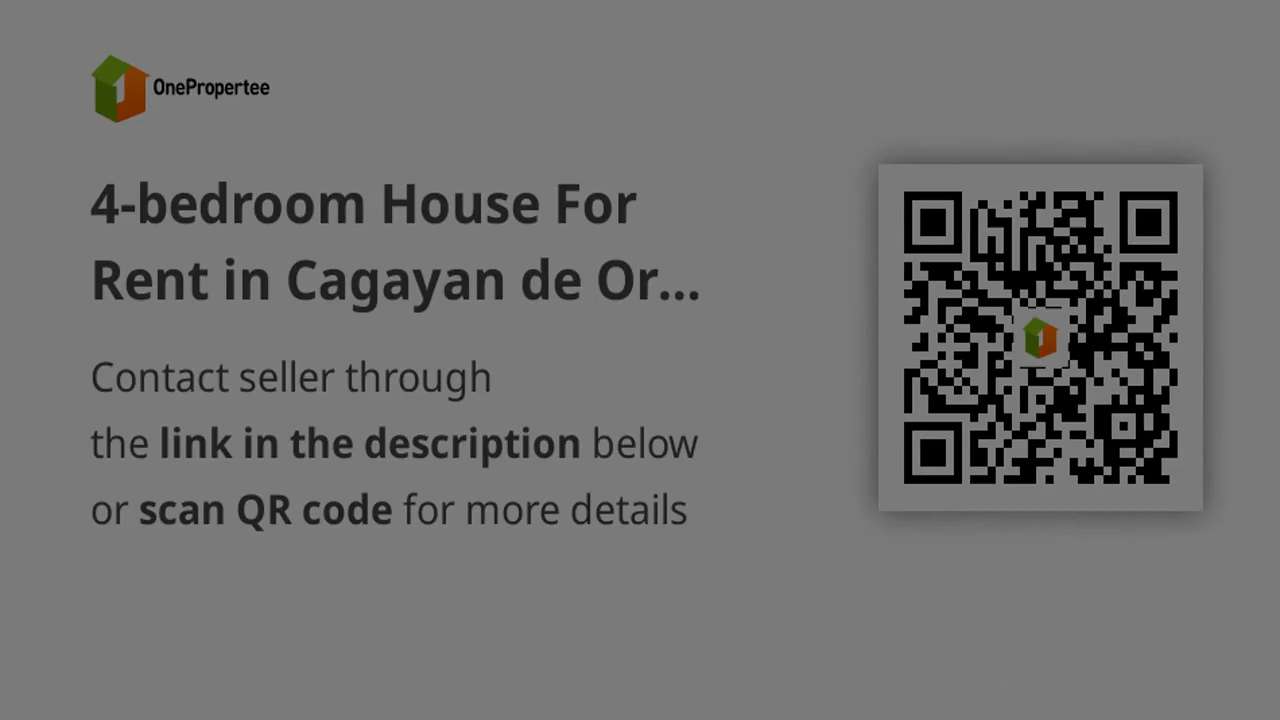 OnePropertee
4-bedroom House For
Rent in Cagayan de Or...
Contact seller through
the link in the description below
or scan QR code for more details